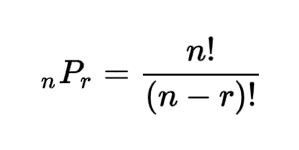 ₙPᵣ = n! / (n − r)!